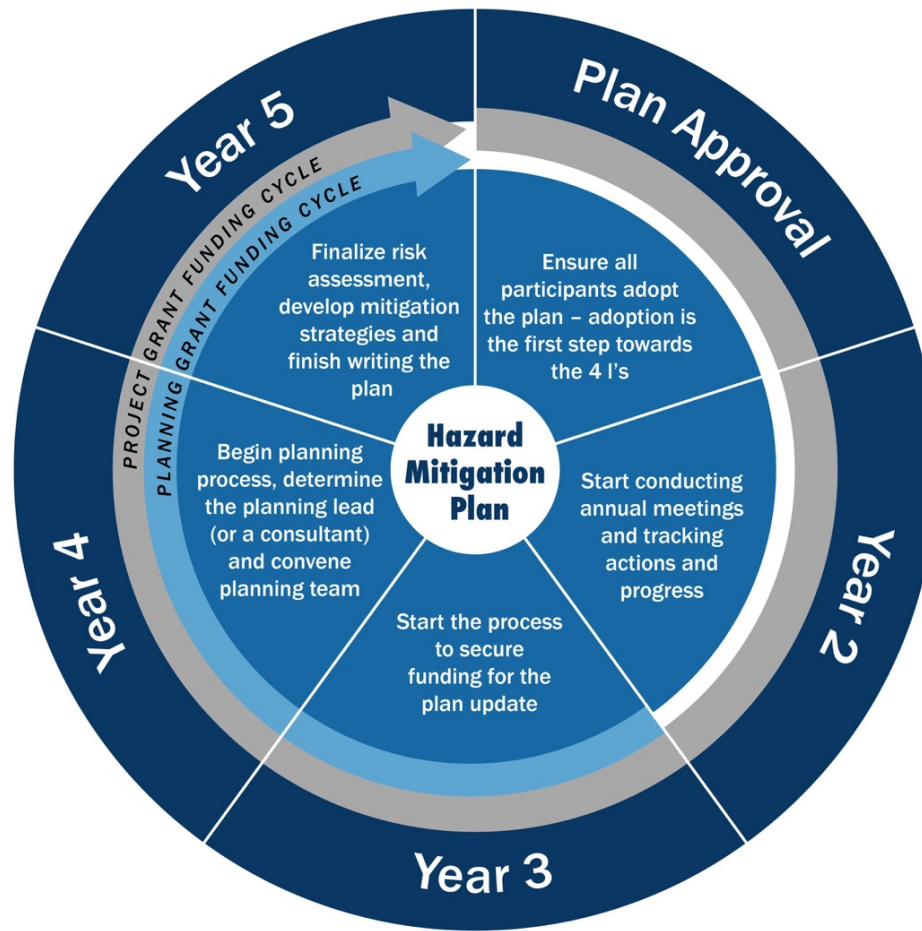 Plan Approval
Ensure all
participants adopt
the plan – adoption is
the first step towards
the 4 I's
Year 2
Start conducting
annual meetings
and tracking
actions and
progress
Year 3
Start the process
to secure
funding for the
plan update
Year 4
Begin planning
process, determine
the planning lead
(or a consultant)
and convene
planning team
Year 5
Finalize risk
assessment,
develop mitigation
strategies and
finish writing the
plan
PROJECT GRANT FUNDING CYCLE
PLANNING GRANT FUNDING CYCLE
Hazard
Mitigation
Plan